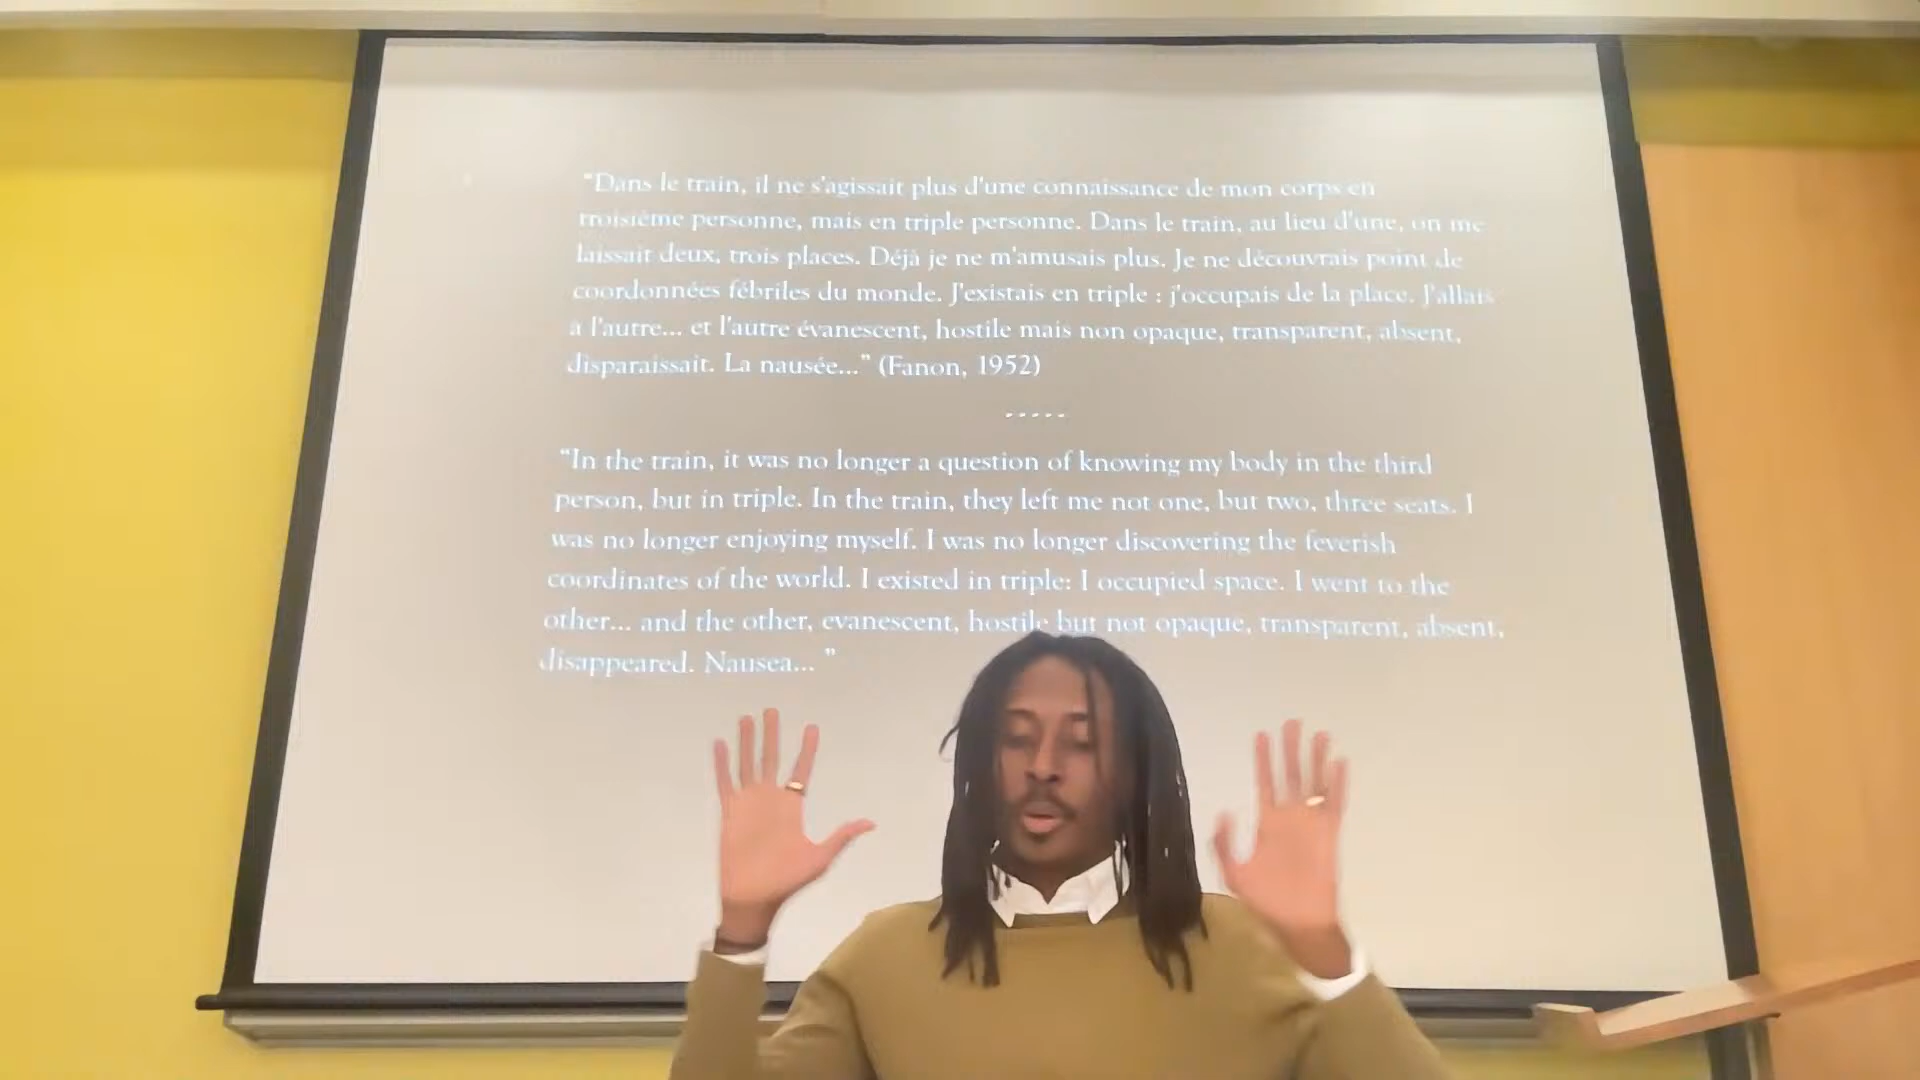 "Dans le train, il ne s'agissait plus d'une connaissance de mon corps en
troisième personne, mais en triple personne. Dans le train, au lieu d'une, on me
laissait deux, trois places. Déjà je ne m'amusais plus. Je ne découvrais point de
coordonnées fébriles du monde. J'existais en triple : j'occupais de la place. J'allais
à l'autre... et l'autre évanescent, hostile mais non opaque, transparent, absent,
disparaissait. La nausée..." (Fanon, 1952)
-----
"In the train, it was no longer a question of knowing my body in the third
person, but in triple. In the train, they left me not one, but two, three seats. I
was no longer enjoying myself. I was no longer discovering the feverish
coordinates of the world. I existed in triple: I occupied space. I went to the
other... and the other, evanescent, hostile but not opaque, transparent, absent,
disappeared. Nausea... "